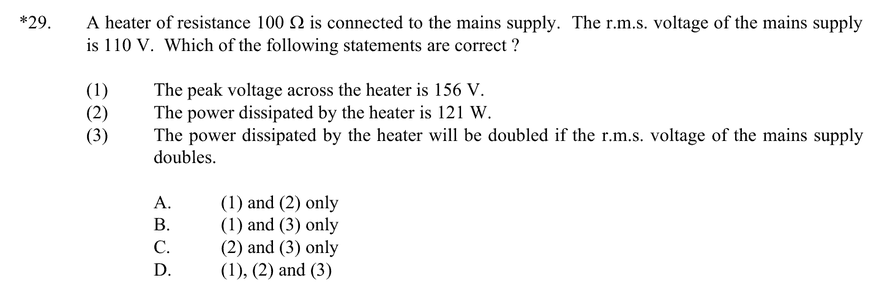 *29. A heater of resistance 100 Ω is connected to the mains supply. The r.m.s. voltage of the mains supply
is 110 V. Which of the following statements are correct ?
(1) The peak voltage across the heater is 156 V.
(2) The power dissipated by the heater is 121 W.
(3) The power dissipated by the heater will be doubled if the r.m.s. voltage of the mains supply
doubles.
A. (1) and (2) only
B. (1) and (3) only
C. (2) and (3) only
D. (1), (2) and (3)